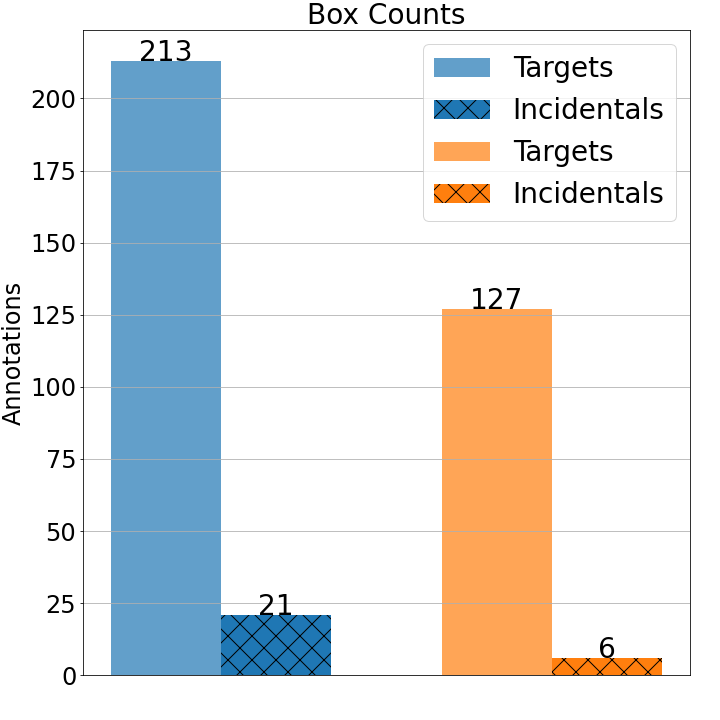 Box Counts
213
Targets
Incidentals
Targets
Incidentals
127
21
6
Annotations
200
175
150
125
100
75
50
25
0